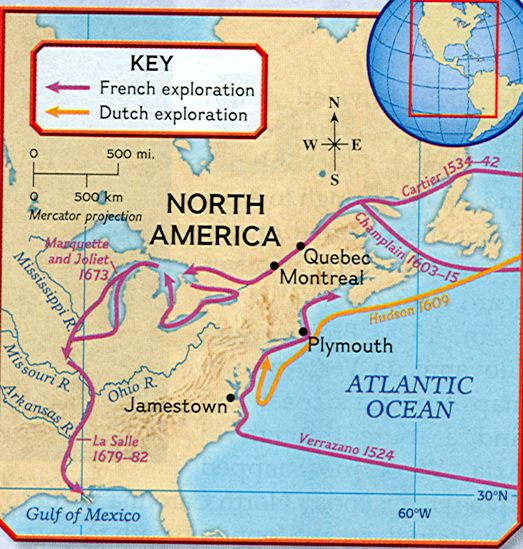 KEY
French exploration
Dutch exploration
0 500 mi.
0 500 km
Mercator projection
N
W E
S
NORTH
AMERICA
Cartier 1534–42
Champlain 1603–15
Quebec
Montreal
Marquette
and Joliet
1673
Mississippi R.
Hudson 1609
Plymouth
Missouri R.
Ohio R.
Arkansas R.
Jamestown
ATLANTIC
OCEAN
La Salle
1679–82
Verrazano 1524
30°N
60°W
Gulf of Mexico